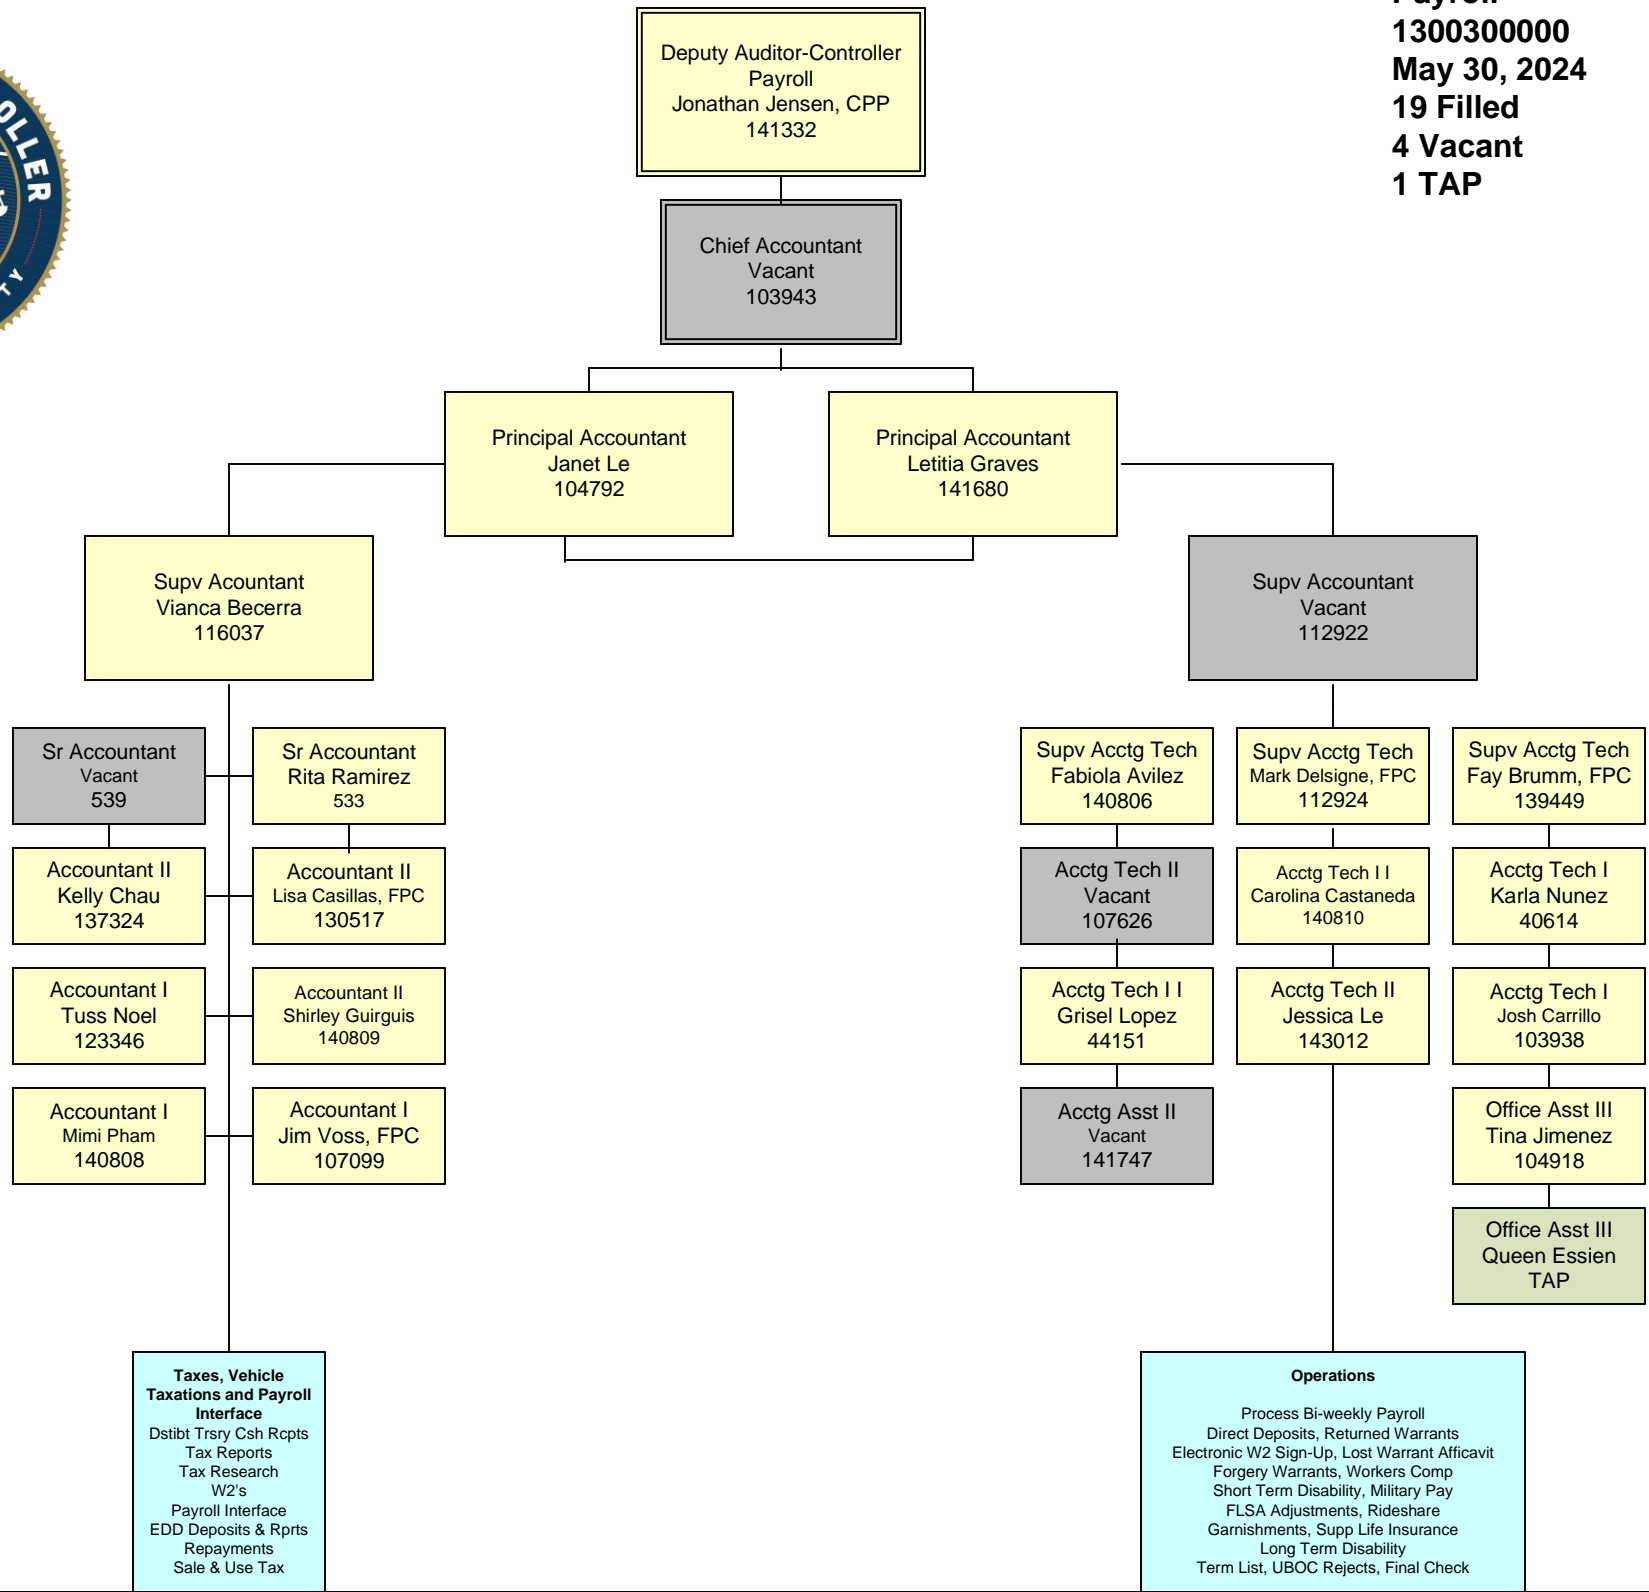 Payroll
1300300000
May 30, 2024
19 Filled
4 Vacant
1 TAP
OLLER
TY
Deputy Auditor-Controller
Payroll
Jonathan Jensen, CPP
141332
Chief Accountant
Vacant
103943
Principal Accountant
Janet Le
104792
Principal Accountant
Letitia Graves
141680
Supv Acountant
Vianca Becerra
116037
Supv Accountant
Vacant
112922
Sr Accountant
Vacant
539
Sr Accountant
Rita Ramirez
533
Accountant II
Kelly Chau
137324
Accountant II
Lisa Casillas, FPC
130517
Accountant I
Tuss Noel
123346
Accountant II
Shirley Guirguis
140809
Accountant I
Mimi Pham
140808
Accountant I
Jim Voss, FPC
107099
Supv Acctg Tech
Fabiola Avilez
140806
Supv Acctg Tech
Mark Delsigne, FPC
112924
Supv Acctg Tech
Fay Brumm, FPC
139449
Acctg Tech II
Vacant
107626
Acctg Tech I I
Carolina Castaneda
140810
Acctg Tech I
Karla Nunez
40614
Acctg Tech I I
Grisel Lopez
44151
Acctg Tech II
Jessica Le
143012
Acctg Tech I
Josh Carrillo
103938
Acctg Asst II
Vacant
141747
Office Asst III
Tina Jimenez
104918
Office Asst III
Queen Essien
TAP
Taxes, Vehicle
Taxations and Payroll
Interface
Dstibt Trsry Csh Rcpts
Tax Reports
Tax Research
W2's
Payroll Interface
EDD Deposits & Rprts
Repayments
Sale & Use Tax
Operations
Process Bi-weekly Payroll
Direct Deposits, Returned Warrants
Electronic W2 Sign-Up, Lost Warrant Afficavit
Forgery Warrants, Workers Comp
Short Term Disability, Military Pay
FLSA Adjustments, Rideshare
Garnishments, Supp Life Insurance
Long Term Disability
Term List, UBOC Rejects, Final Check